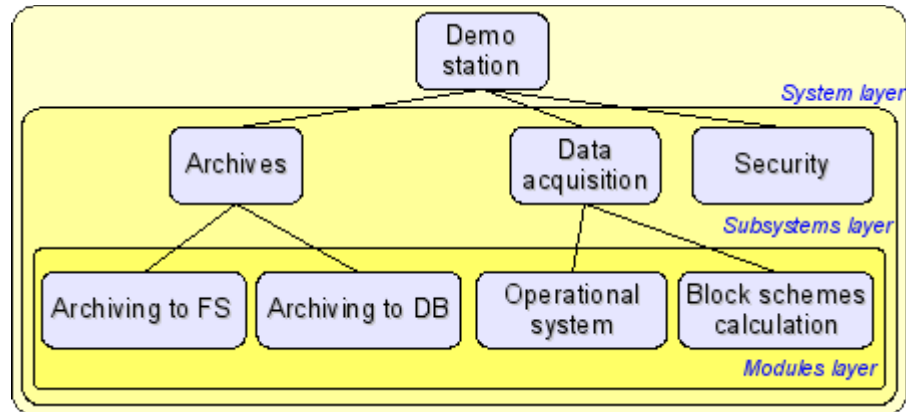 Demo
station
System layer
Archives
Data
acquisition
Security
Subsystems layer
Archiving to FS
Archiving to DB
Operational
system
Block schemes
calculation
Modules layer